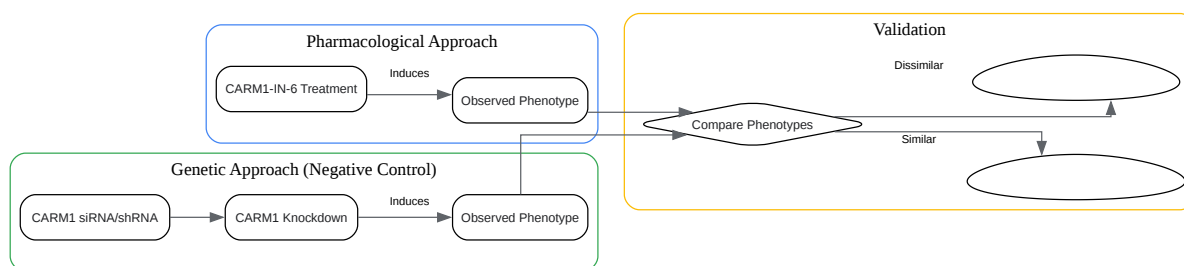 Pharmacological Approach
CARM1-IN-6 Treatment
Induces
Observed Phenotype
Genetic Approach (Negative Control)
CARM1 siRNA/shRNA
CARM1 Knockdown
Induces
Observed Phenotype
Validation
Compare Phenotypes
Dissimilar
Similar